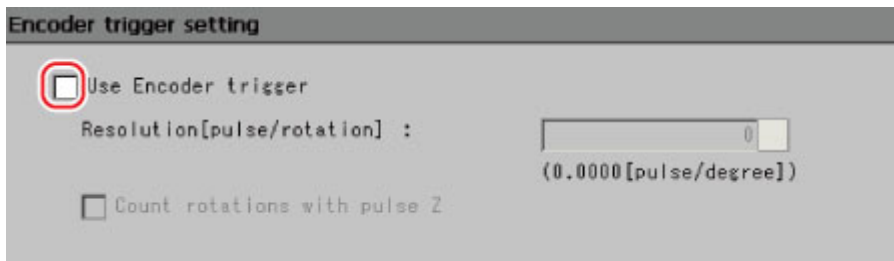 Encoder trigger setting
Use Encoder trigger
Resolution[pulse/rotation] :
0
(0.0000[pulse/degree])
Count rotations with pulse Z